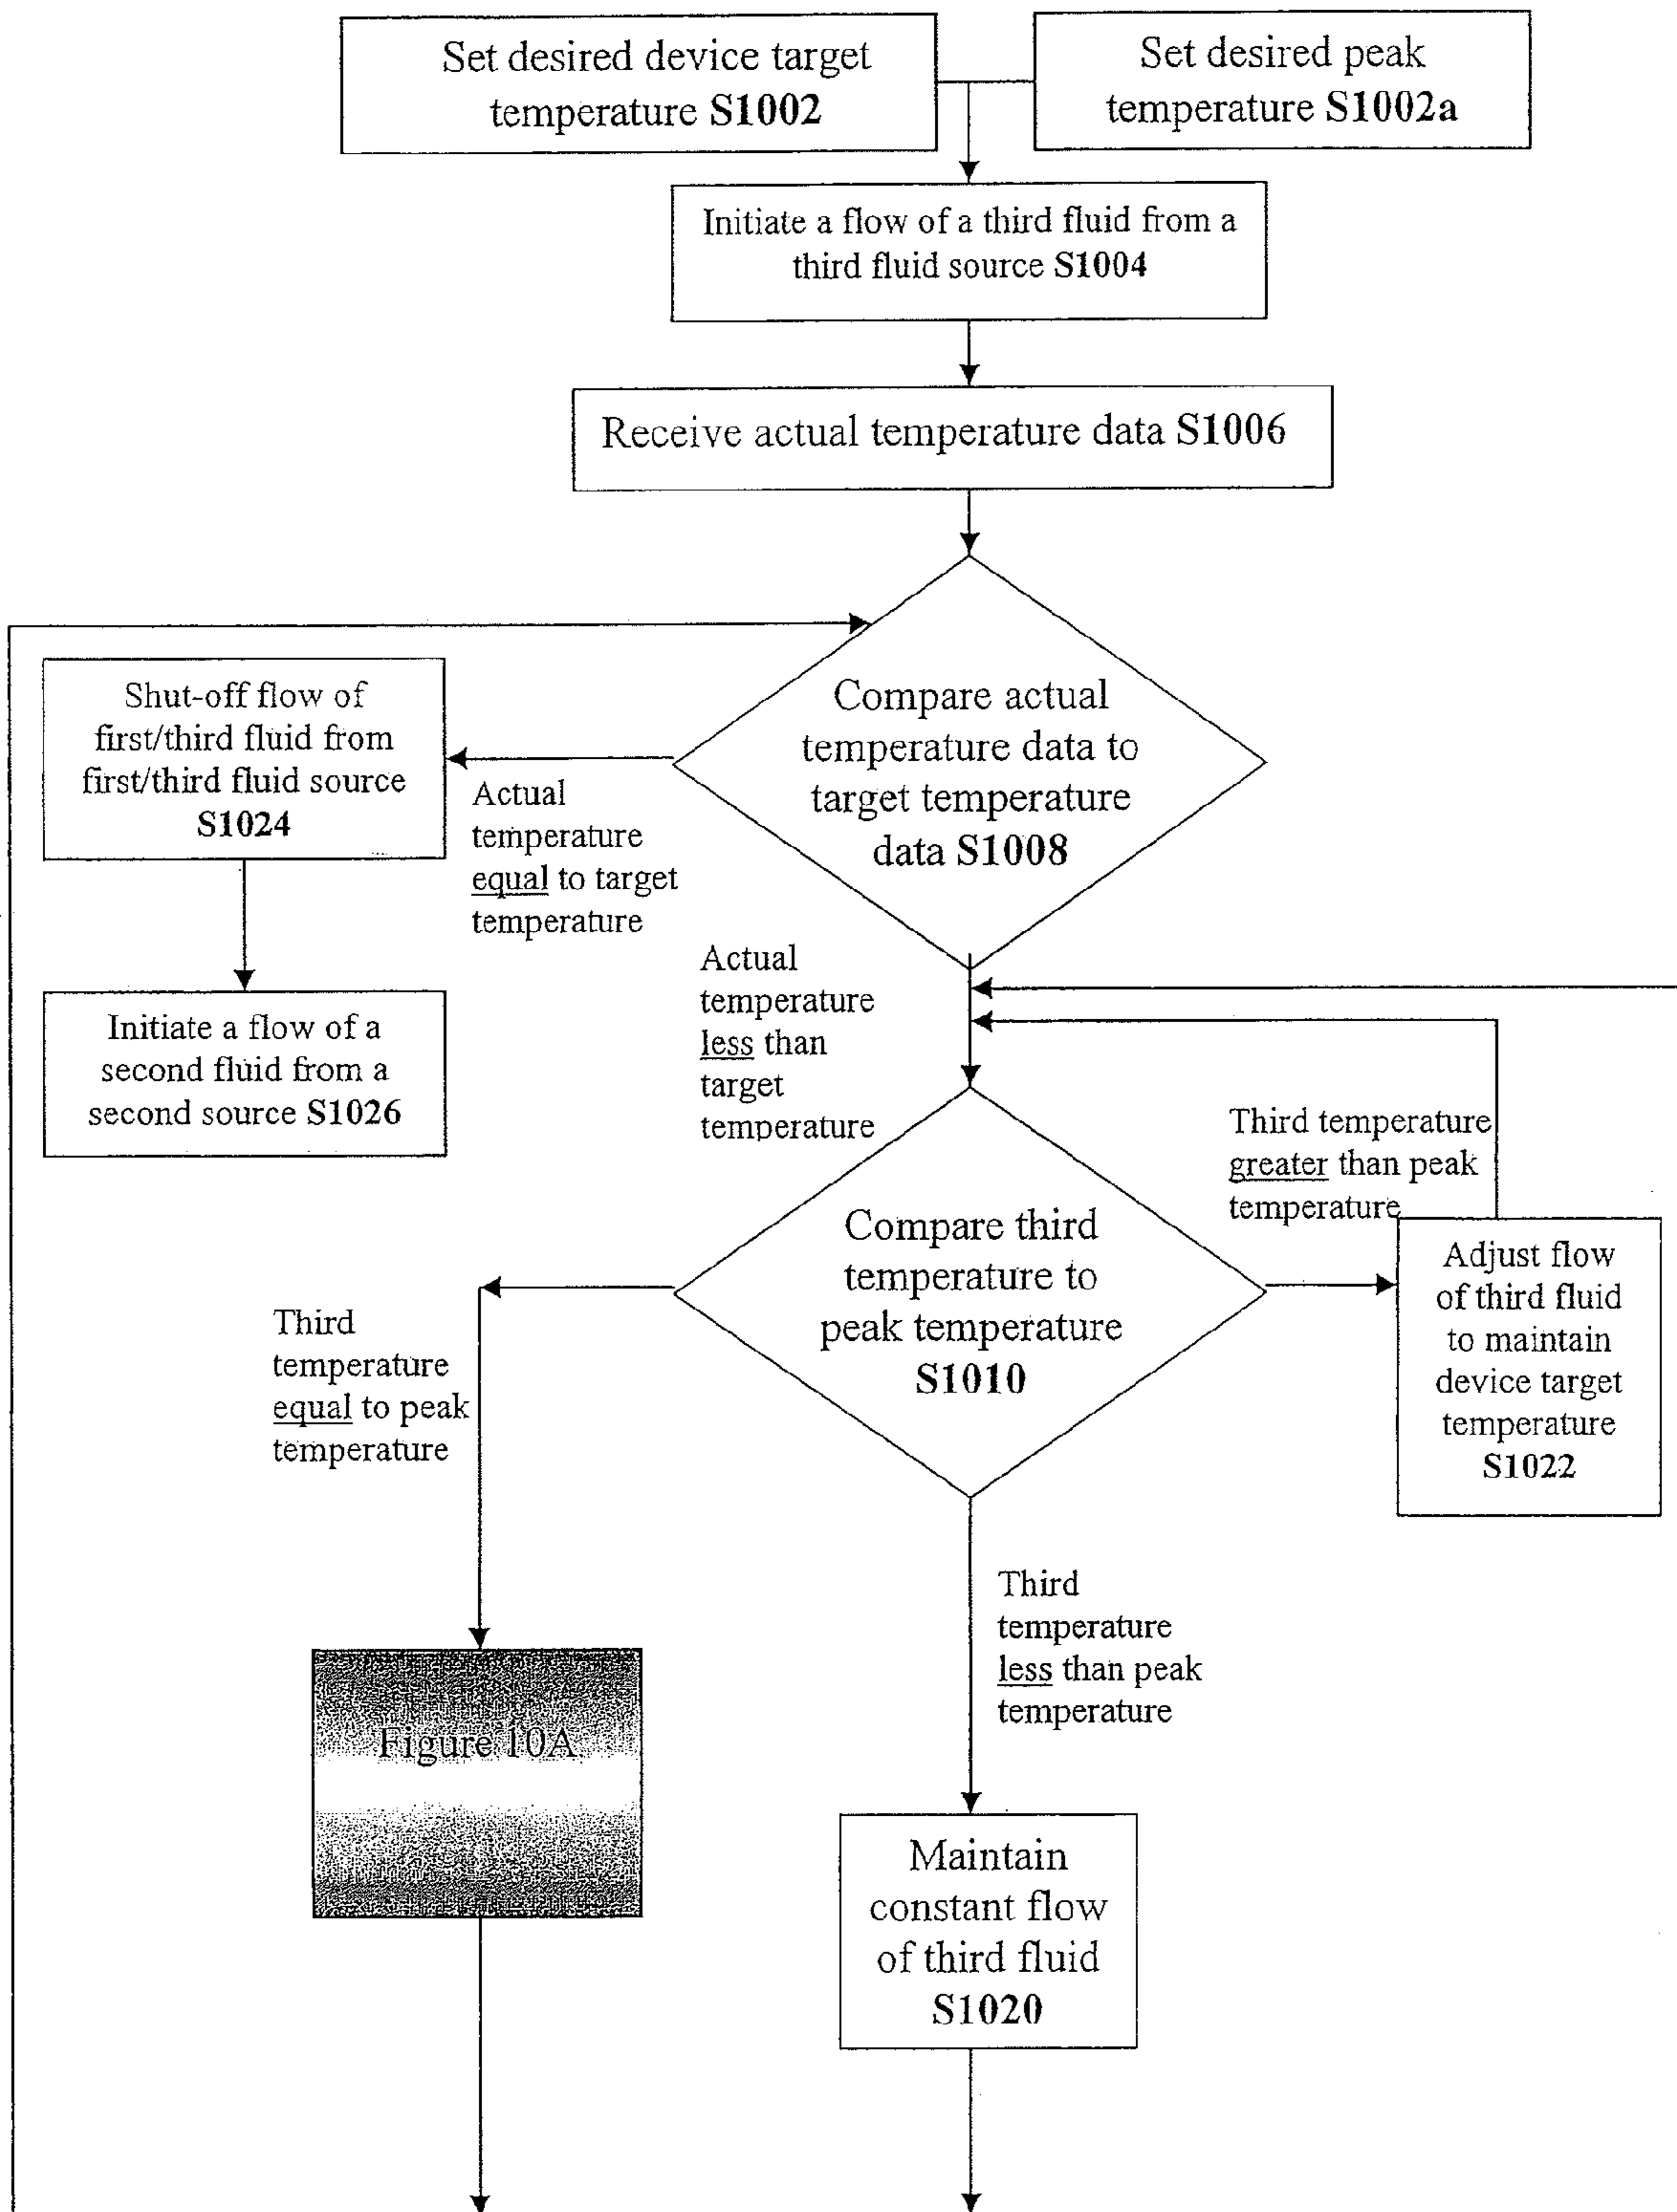 Set desired device target
temperature S1002
Set desired peak
temperature S1002a
Initiate a flow of a third fluid from a
third fluid source S1004
Receive actual temperature data S1006
Compare actual
temperature data to
target temperature
data S1008
Shut-off flow of
first/third fluid from
first/third fluid source
S1024
Actual
temperature
equal to target
temperature
Initiate a flow of a
second fluid from a
second source S1026
Actual
temperature
less than
target
temperature
Third temperature
greater than peak
temperature
Compare third
temperature to
peak temperature
S1010
Adjust flow
of third fluid
to maintain
device target
temperature
S1022
Third
temperature
equal to peak
temperature
Third
temperature
less than peak
temperature
Figure 10A
Maintain
constant flow
of third fluid
S1020